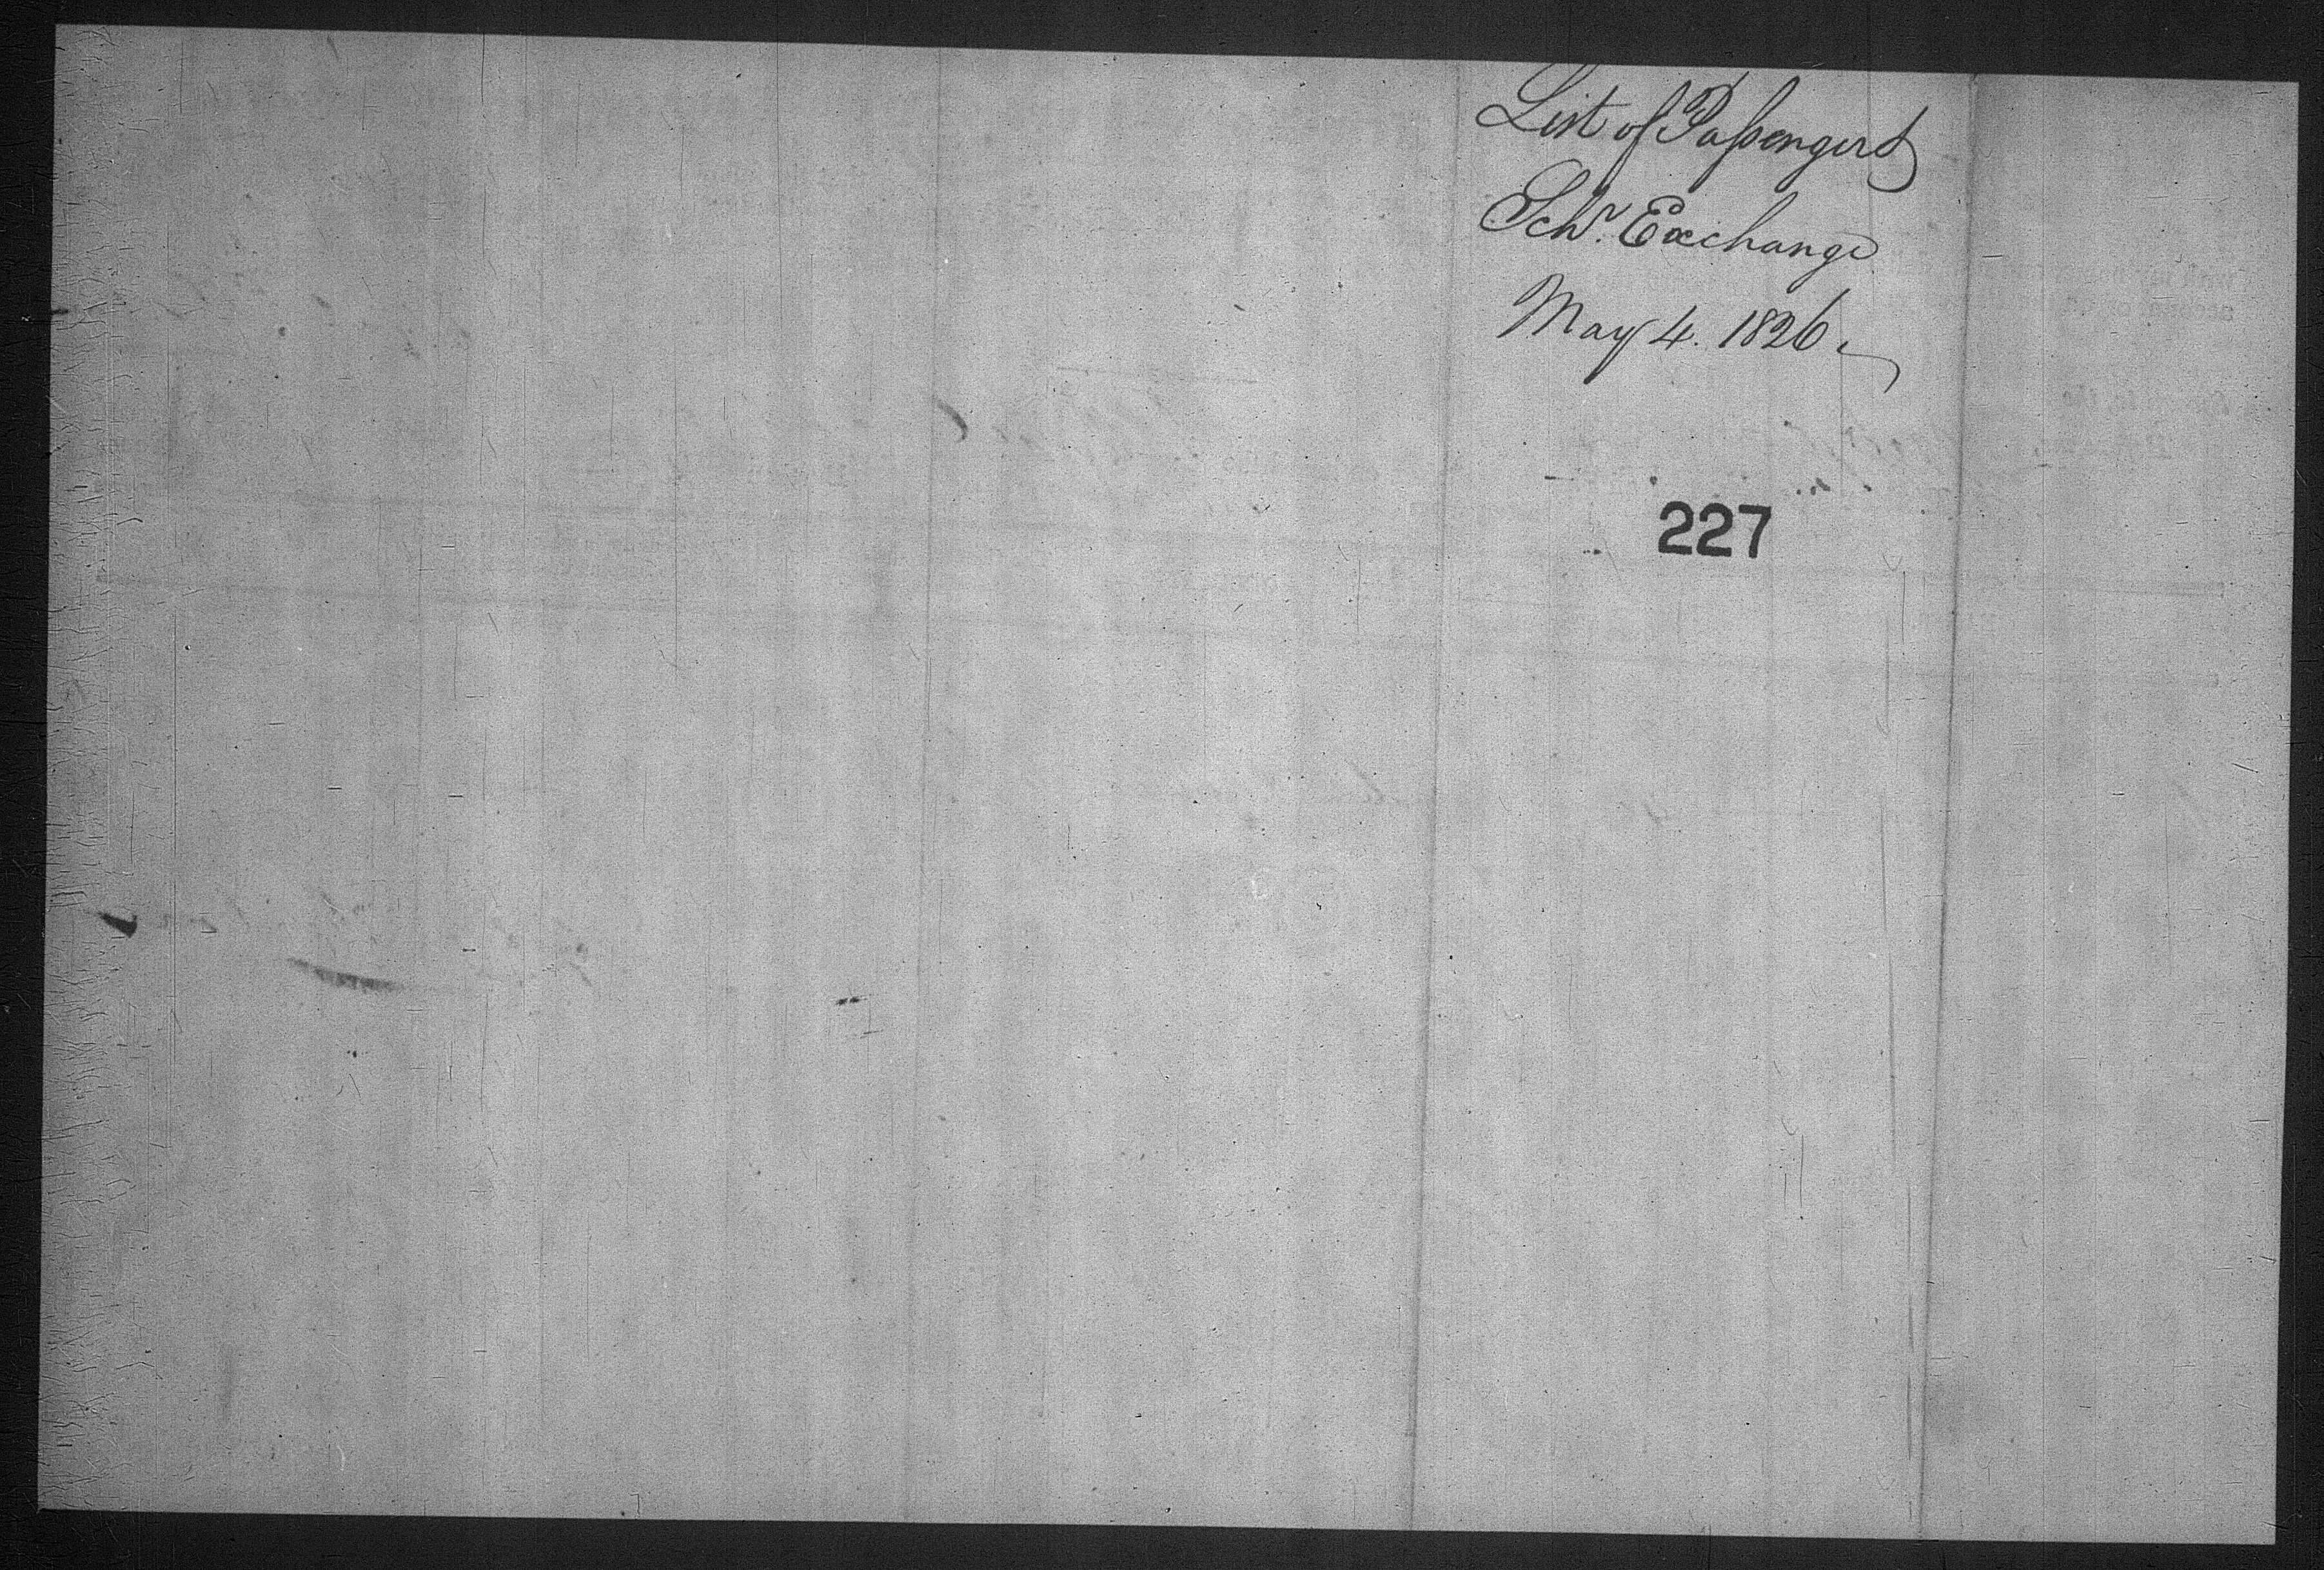 List of Passengers
Schr. Exchange
May 4. 1826.
227